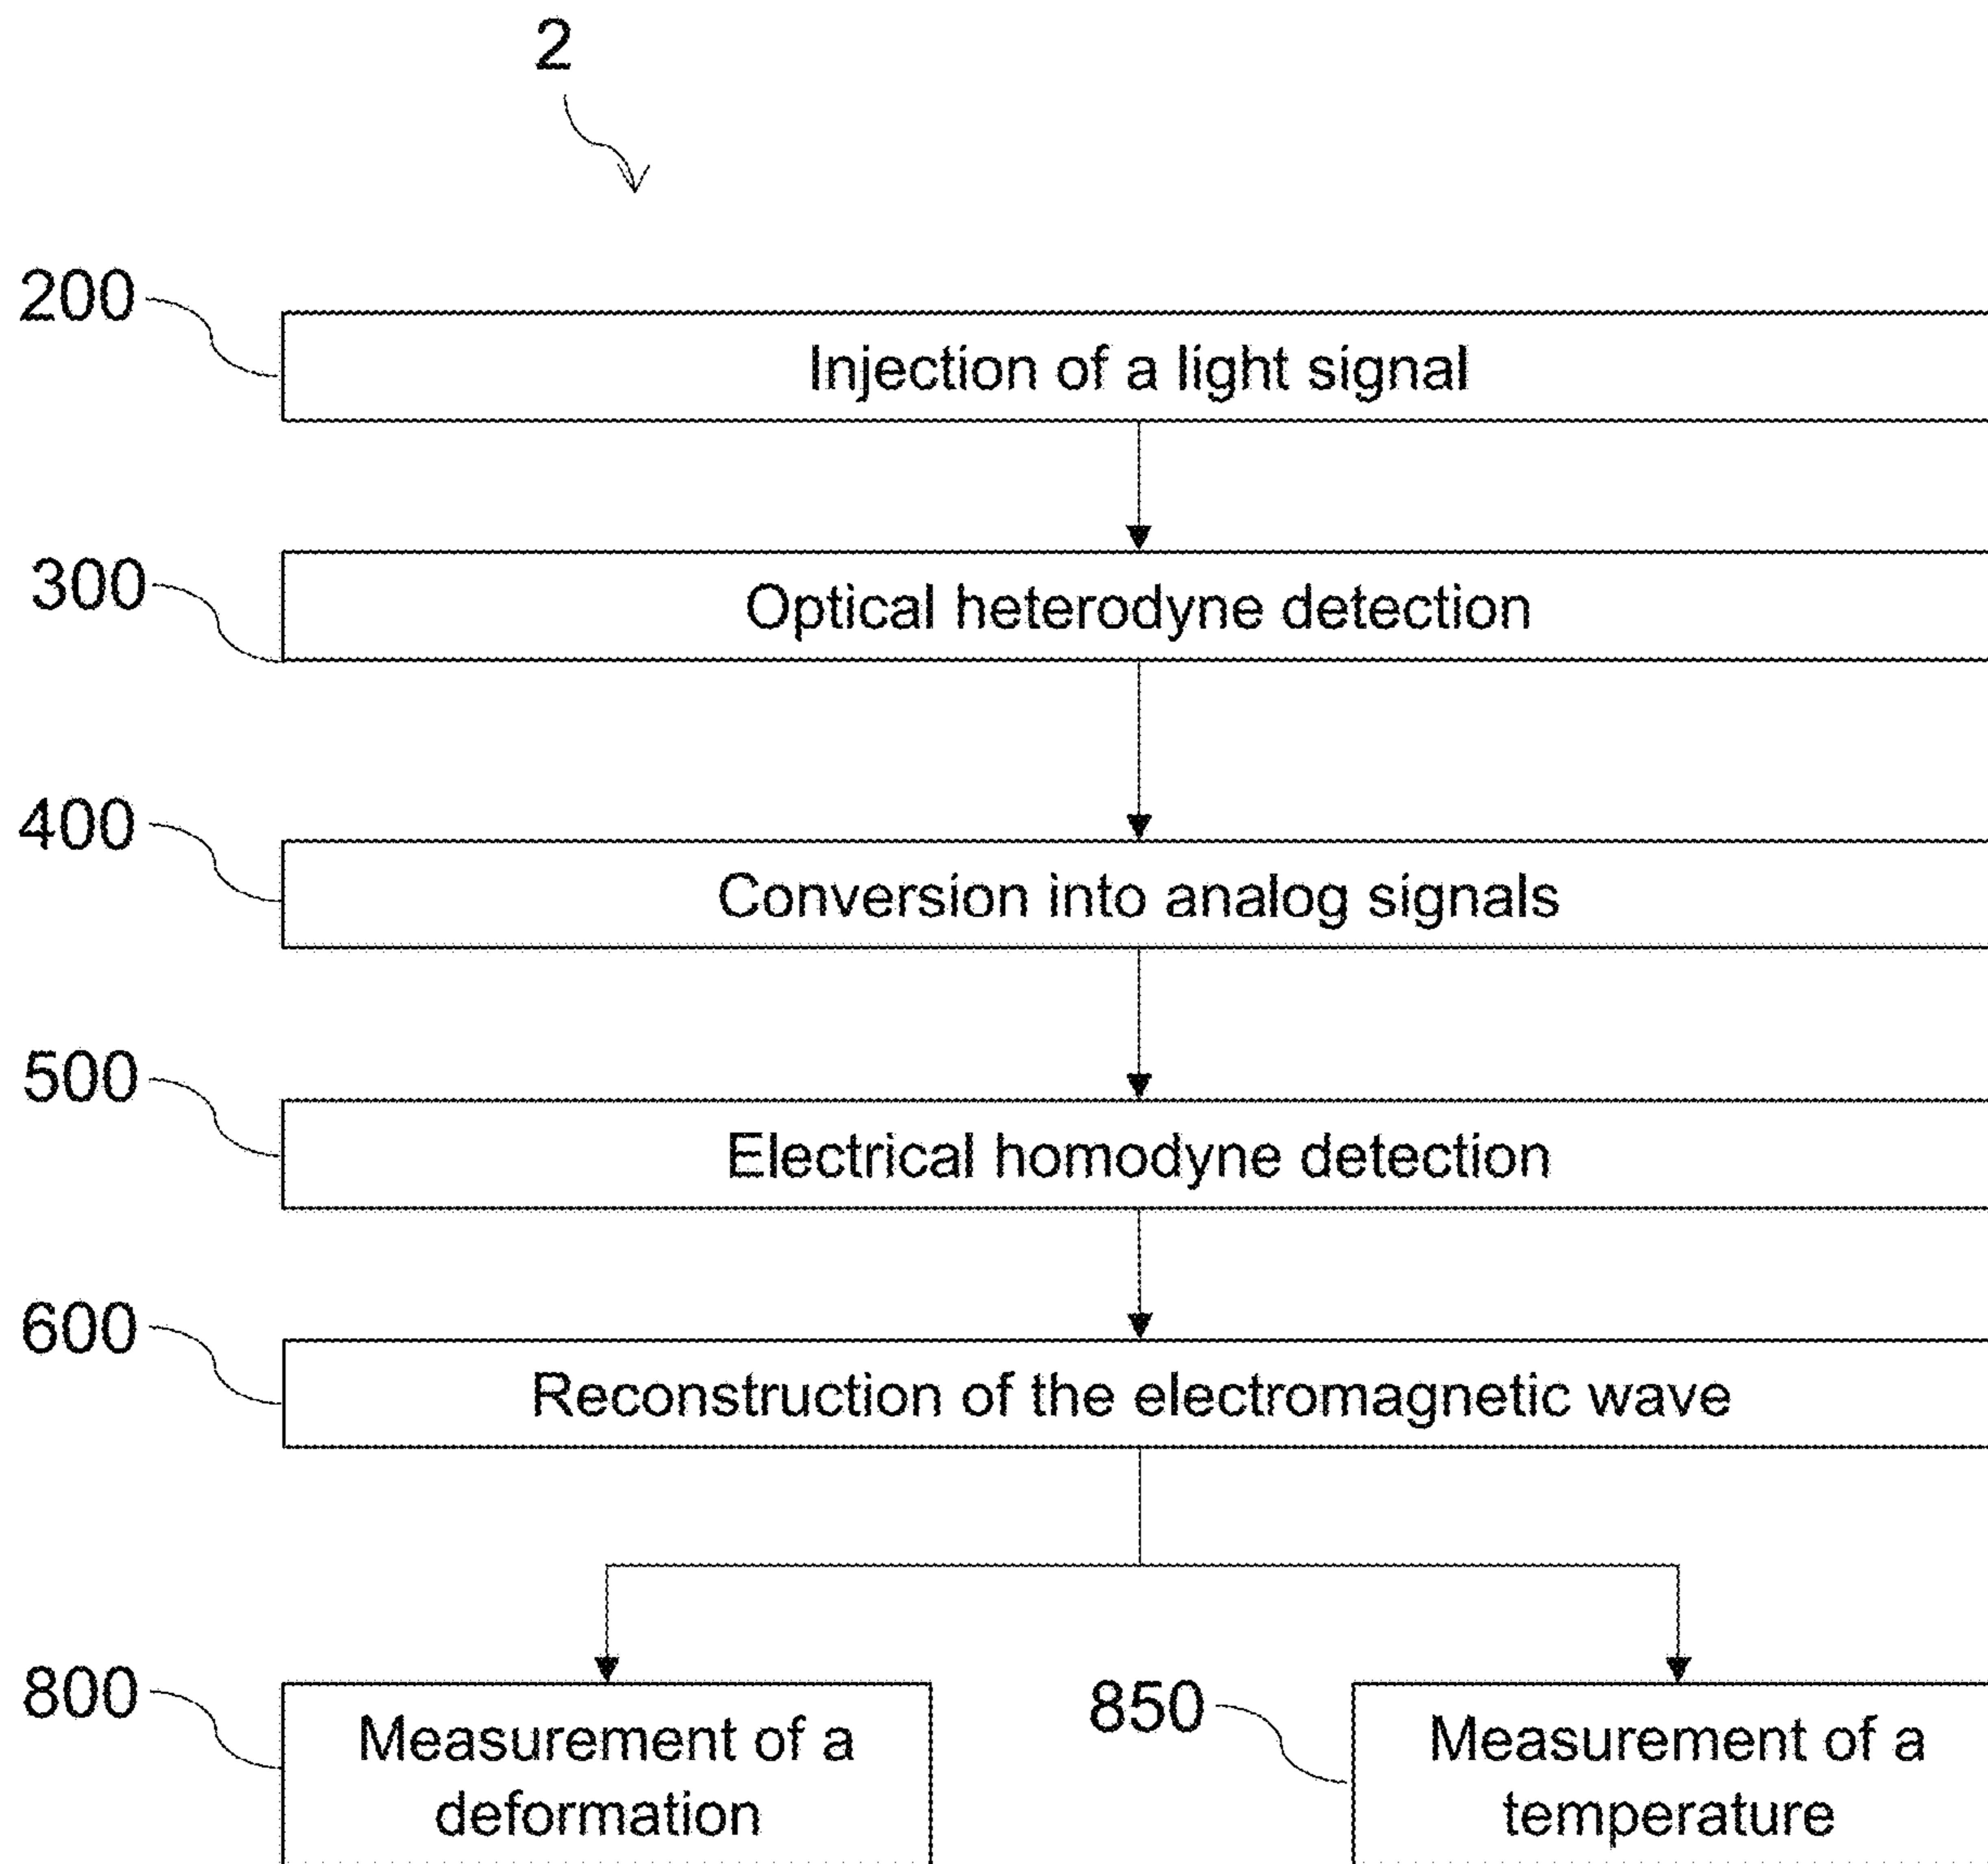 2
200
Injection of a light signal
300
Optical heterodyne detection
400
Conversion into analog signals
500
Electrical homodyne detection
600
Reconstruction of the electromagnetic wave
800
Measurement of a
deformation
850
Measurement of a
temperature